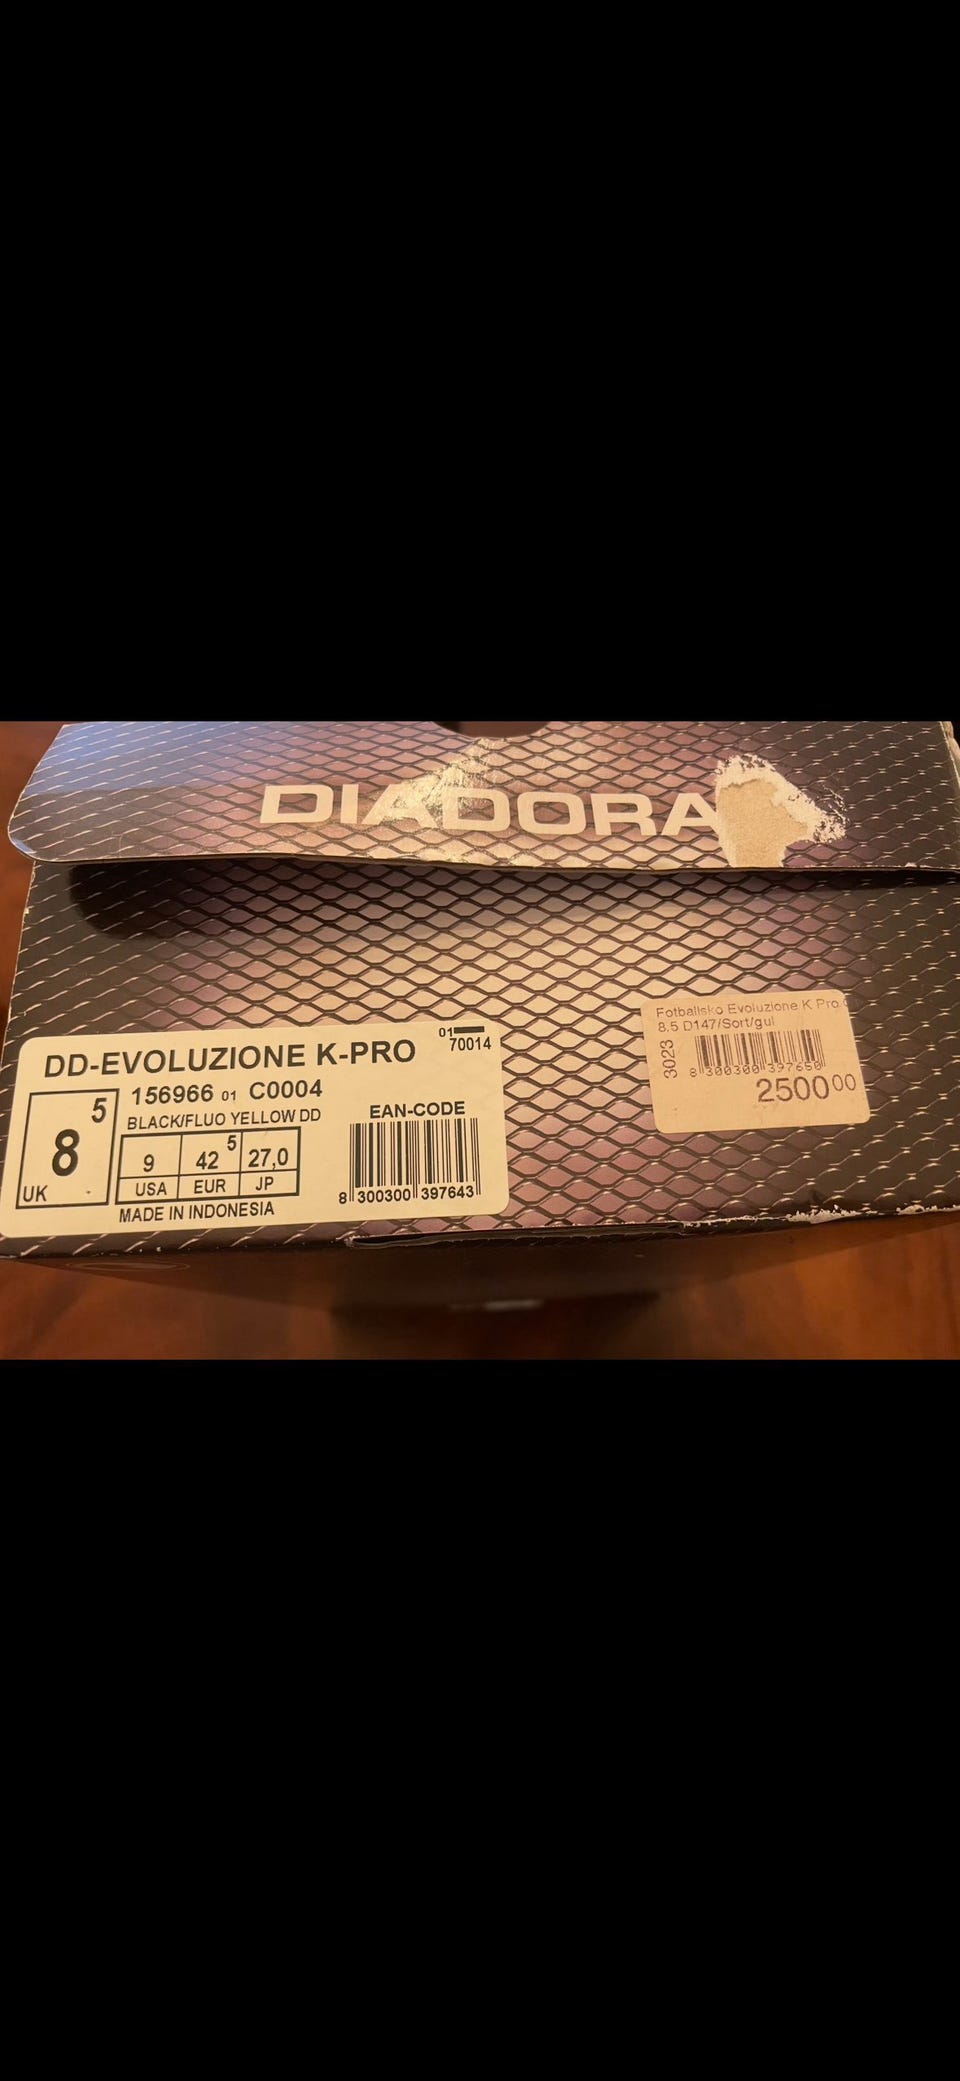 DIADORA
DD-EVOLUZIONE K-PRO
01
70014
156966 01 C0004
BLACK/FLUO YELLOW DD
8 5
UK
9 42 5 27,0
USA EUR JP
MADE IN INDONESIA
EAN-CODE
8 300300 397643
Fotballsko Evoluzione K Pro
8.5 D147/Sort/gul
3023
8 300300 397650
2500 00